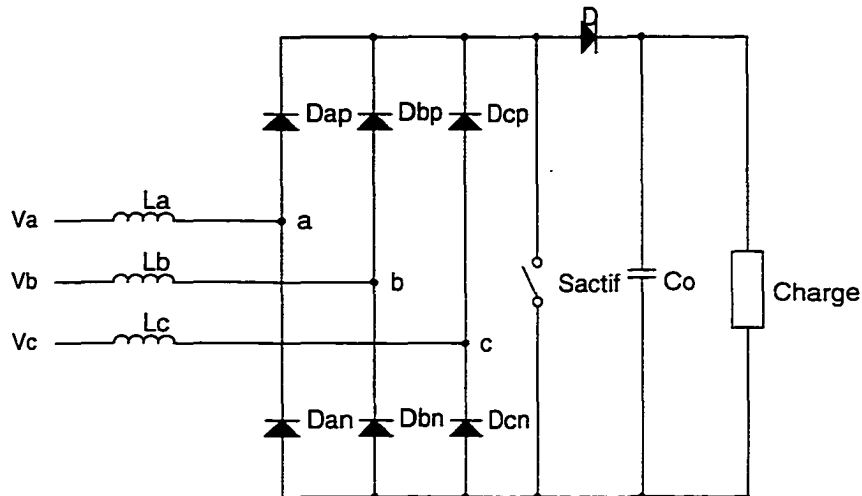 D
Dap Dbp Dcp
Va La a
Vb Lb b
Sactif Co Charge
Vc Lc c
Dan Dbn Dcn